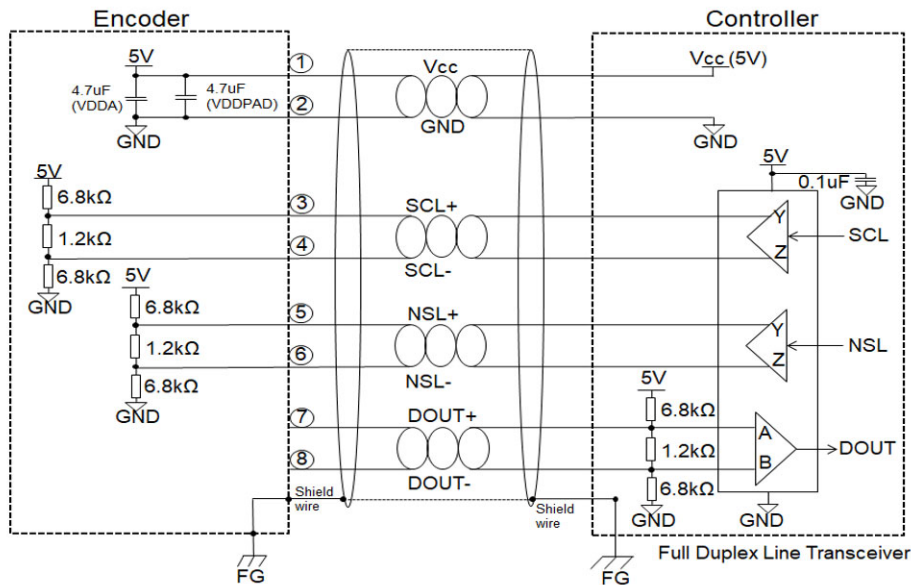 Encoder
Controller
5V
4.7uF
(VDDA)
4.7uF
(VDDPAD)
GND
①
②
Vcc
GND
Vcc (5V)
GND
5V
0.1uF
GND
5V
6.8kΩ
1.2kΩ
6.8kΩ
GND
③
④
SCL+
SCL-
Y
Z
SCL
5V
6.8kΩ
1.2kΩ
6.8kΩ
GND
⑤
⑥
NSL+
NSL-
Y
Z
NSL
⑦
⑧
DOUT+
DOUT-
5V
6.8kΩ
1.2kΩ
6.8kΩ
GND
A
B
DOUT
GND
Shield
wire
Shield
wire
FG
FG
Full Duplex Line Transceiver